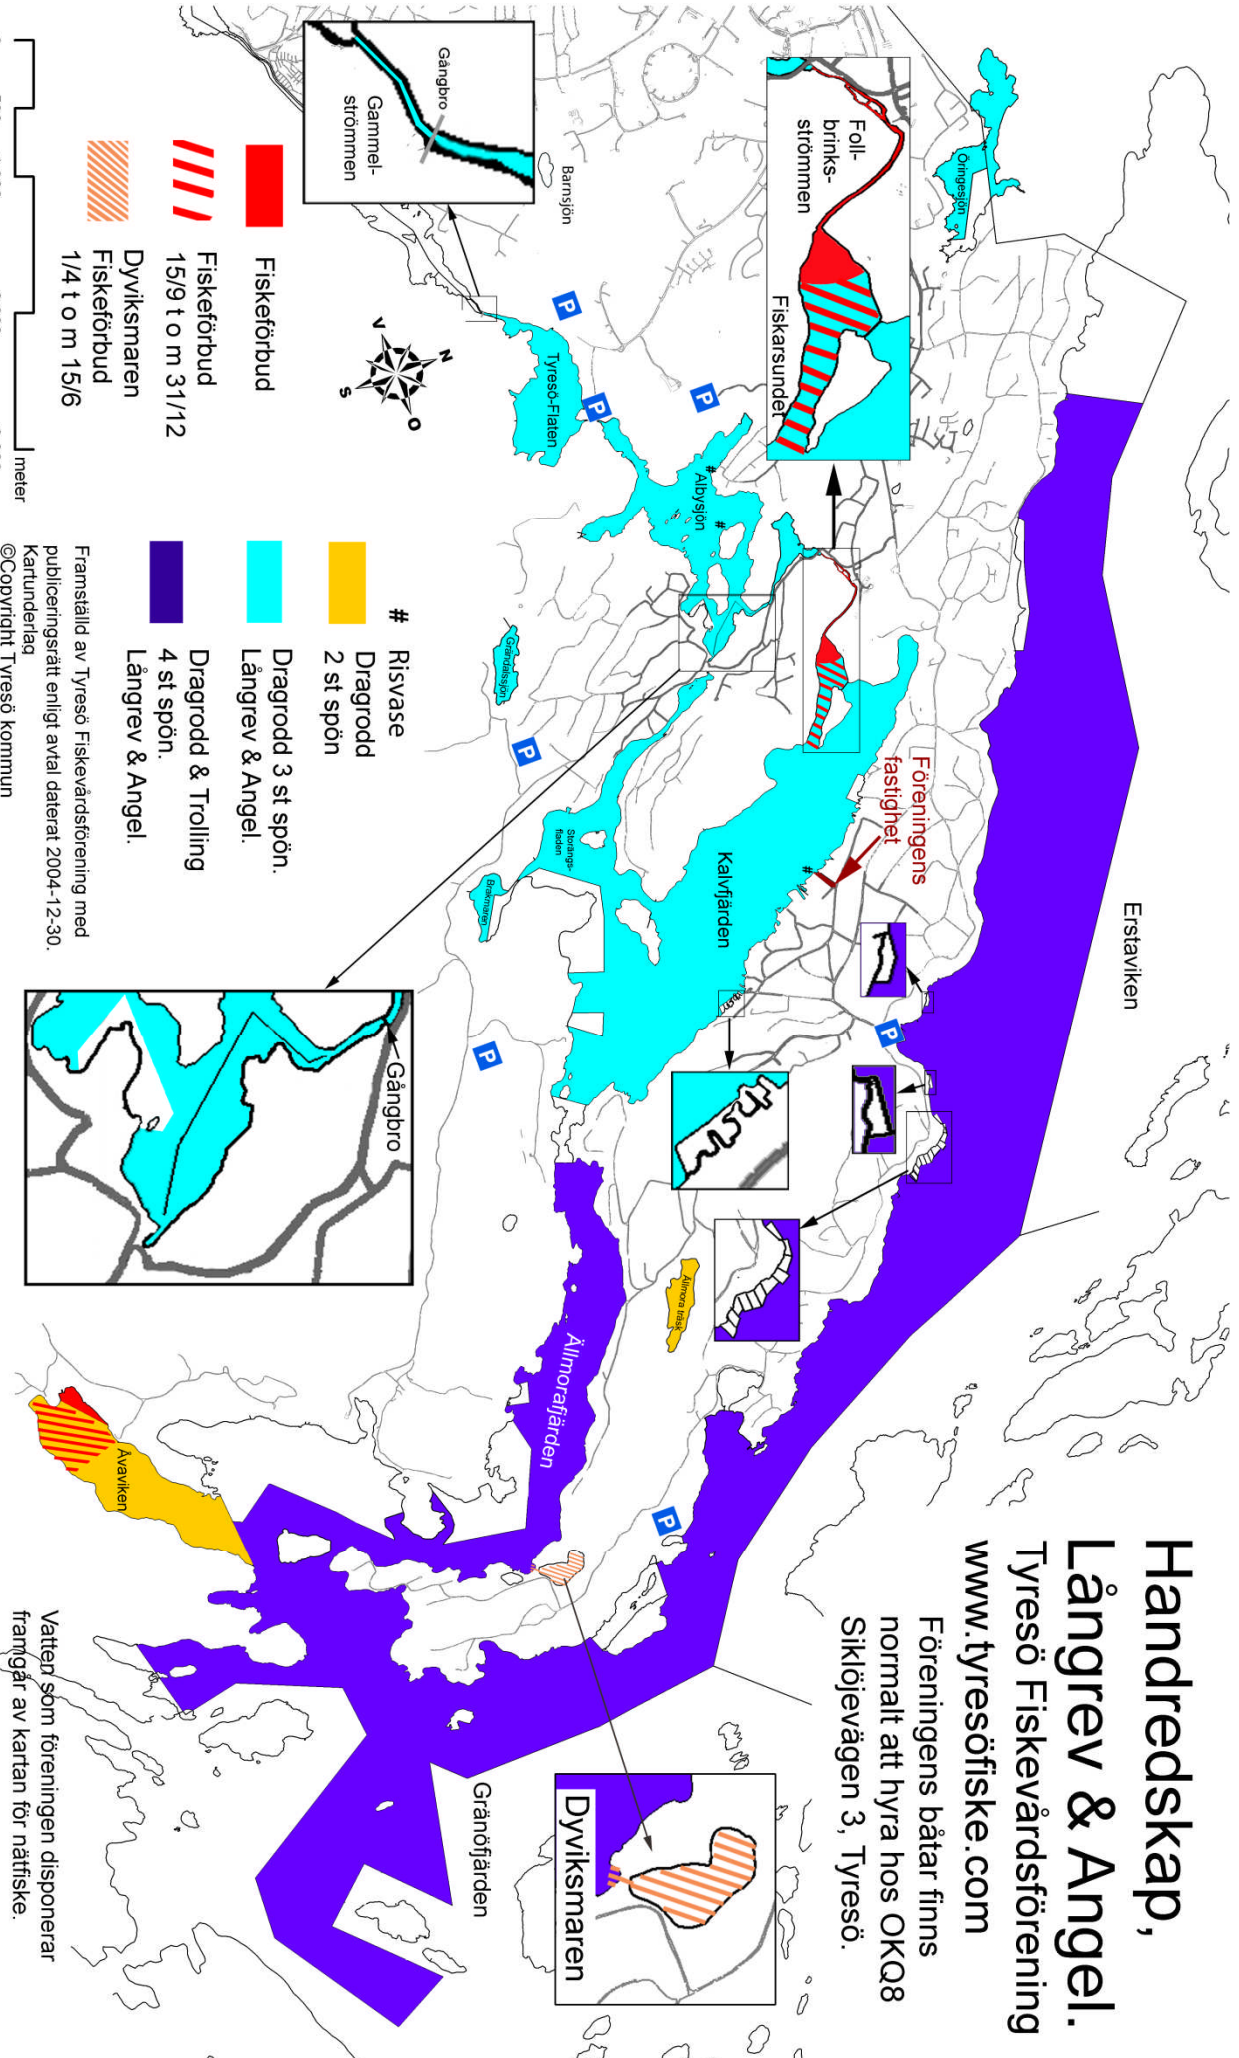 Handredskap,
Långrev & Angel.
Tyresö Fiskevårdsförening
www.tyresöfiske.com
Föreningens båtar finns
normalt att hyra hos OKQ8
Siklöjevägen 3, Tyresö.
Erstaviken
Öringesjön
Foll-
brinks-
strömmen
Fiskarsundet
Gångbro
Gammel-
strömmen
Barnsjön
P
P
P
Tyresö-Flaten
#
Albysjön
#
N
O
S
V
Föreningens
fastighet
#
Kalvfjärden
Grändalssjön
P
Storängs-
fladen
Brakmaren
P
P
Gångbro
Ällmora träsk
Ällmorafjärden
P
Åvaviken
Gränöfjärden
Dyviksmaren
Fiskeförbud
Fiskeförbud
15/9 t o m 31/12
Dyviksmaren
Fiskeförbud
1/4 t o m 15/6
meter
# Risvase
Dragrodd
2 st spön
Dragrodd 3 st spön.
Långrev & Angel.
Dragrodd & Trolling
4 st spön.
Långrev & Angel.
Framställd av Tyresö Fiskevårdsförening med
publiceringsrätt enligt avtal daterat 2004-12-30.
Kartunderlag
©Copyright Tyresö kommun
Vatten som föreningen disponerar
framgår av kartan för nätfiske.